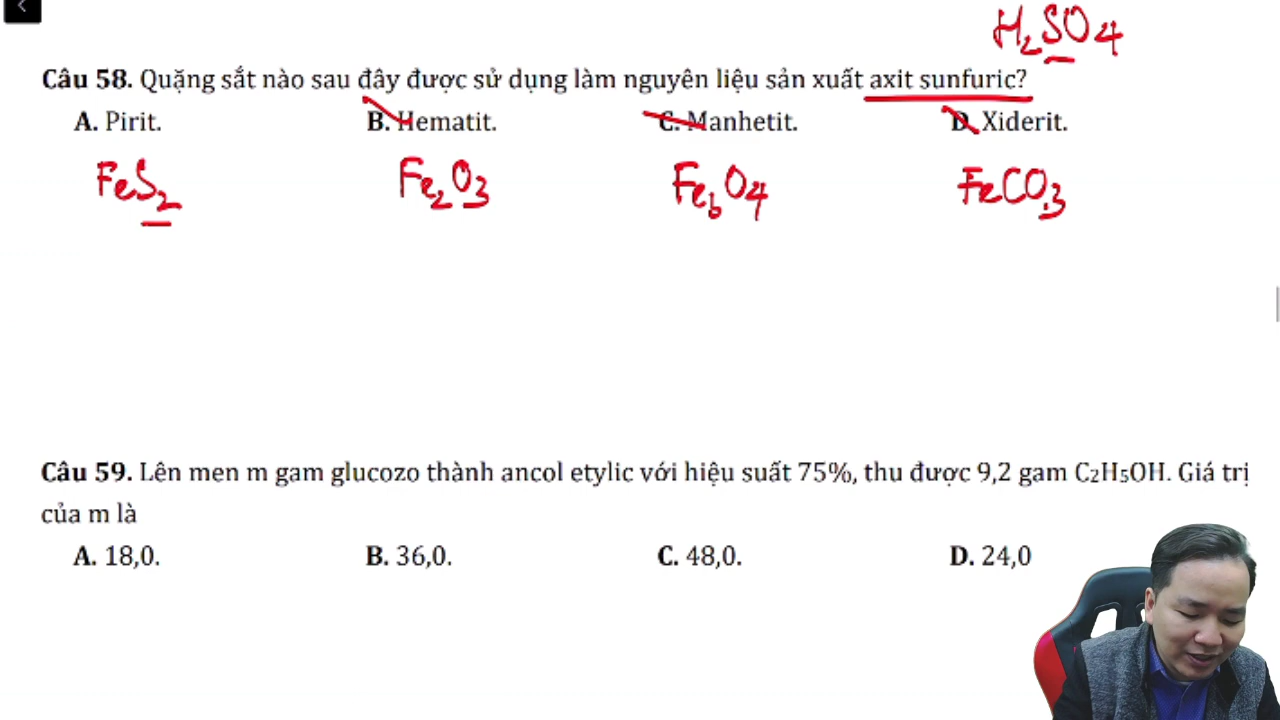 H₂SO₄
Câu 58. Quặng sắt nào sau đây được sử dụng làm nguyên liệu sản xuất axit sunfuric?
A. Pirit. B. Hematit. C. Manhetit. D. Xiderit.
FeS₂ Fe₂O₃ Fe₃O₄ FeCO₃
Câu 59. Lên men m gam glucozo thành ancol etylic với hiệu suất 75%, thu được 9,2 gam C₂H₅OH. Giá trị
của m là
A. 18,0. B. 36,0. C. 48,0. D. 24,0